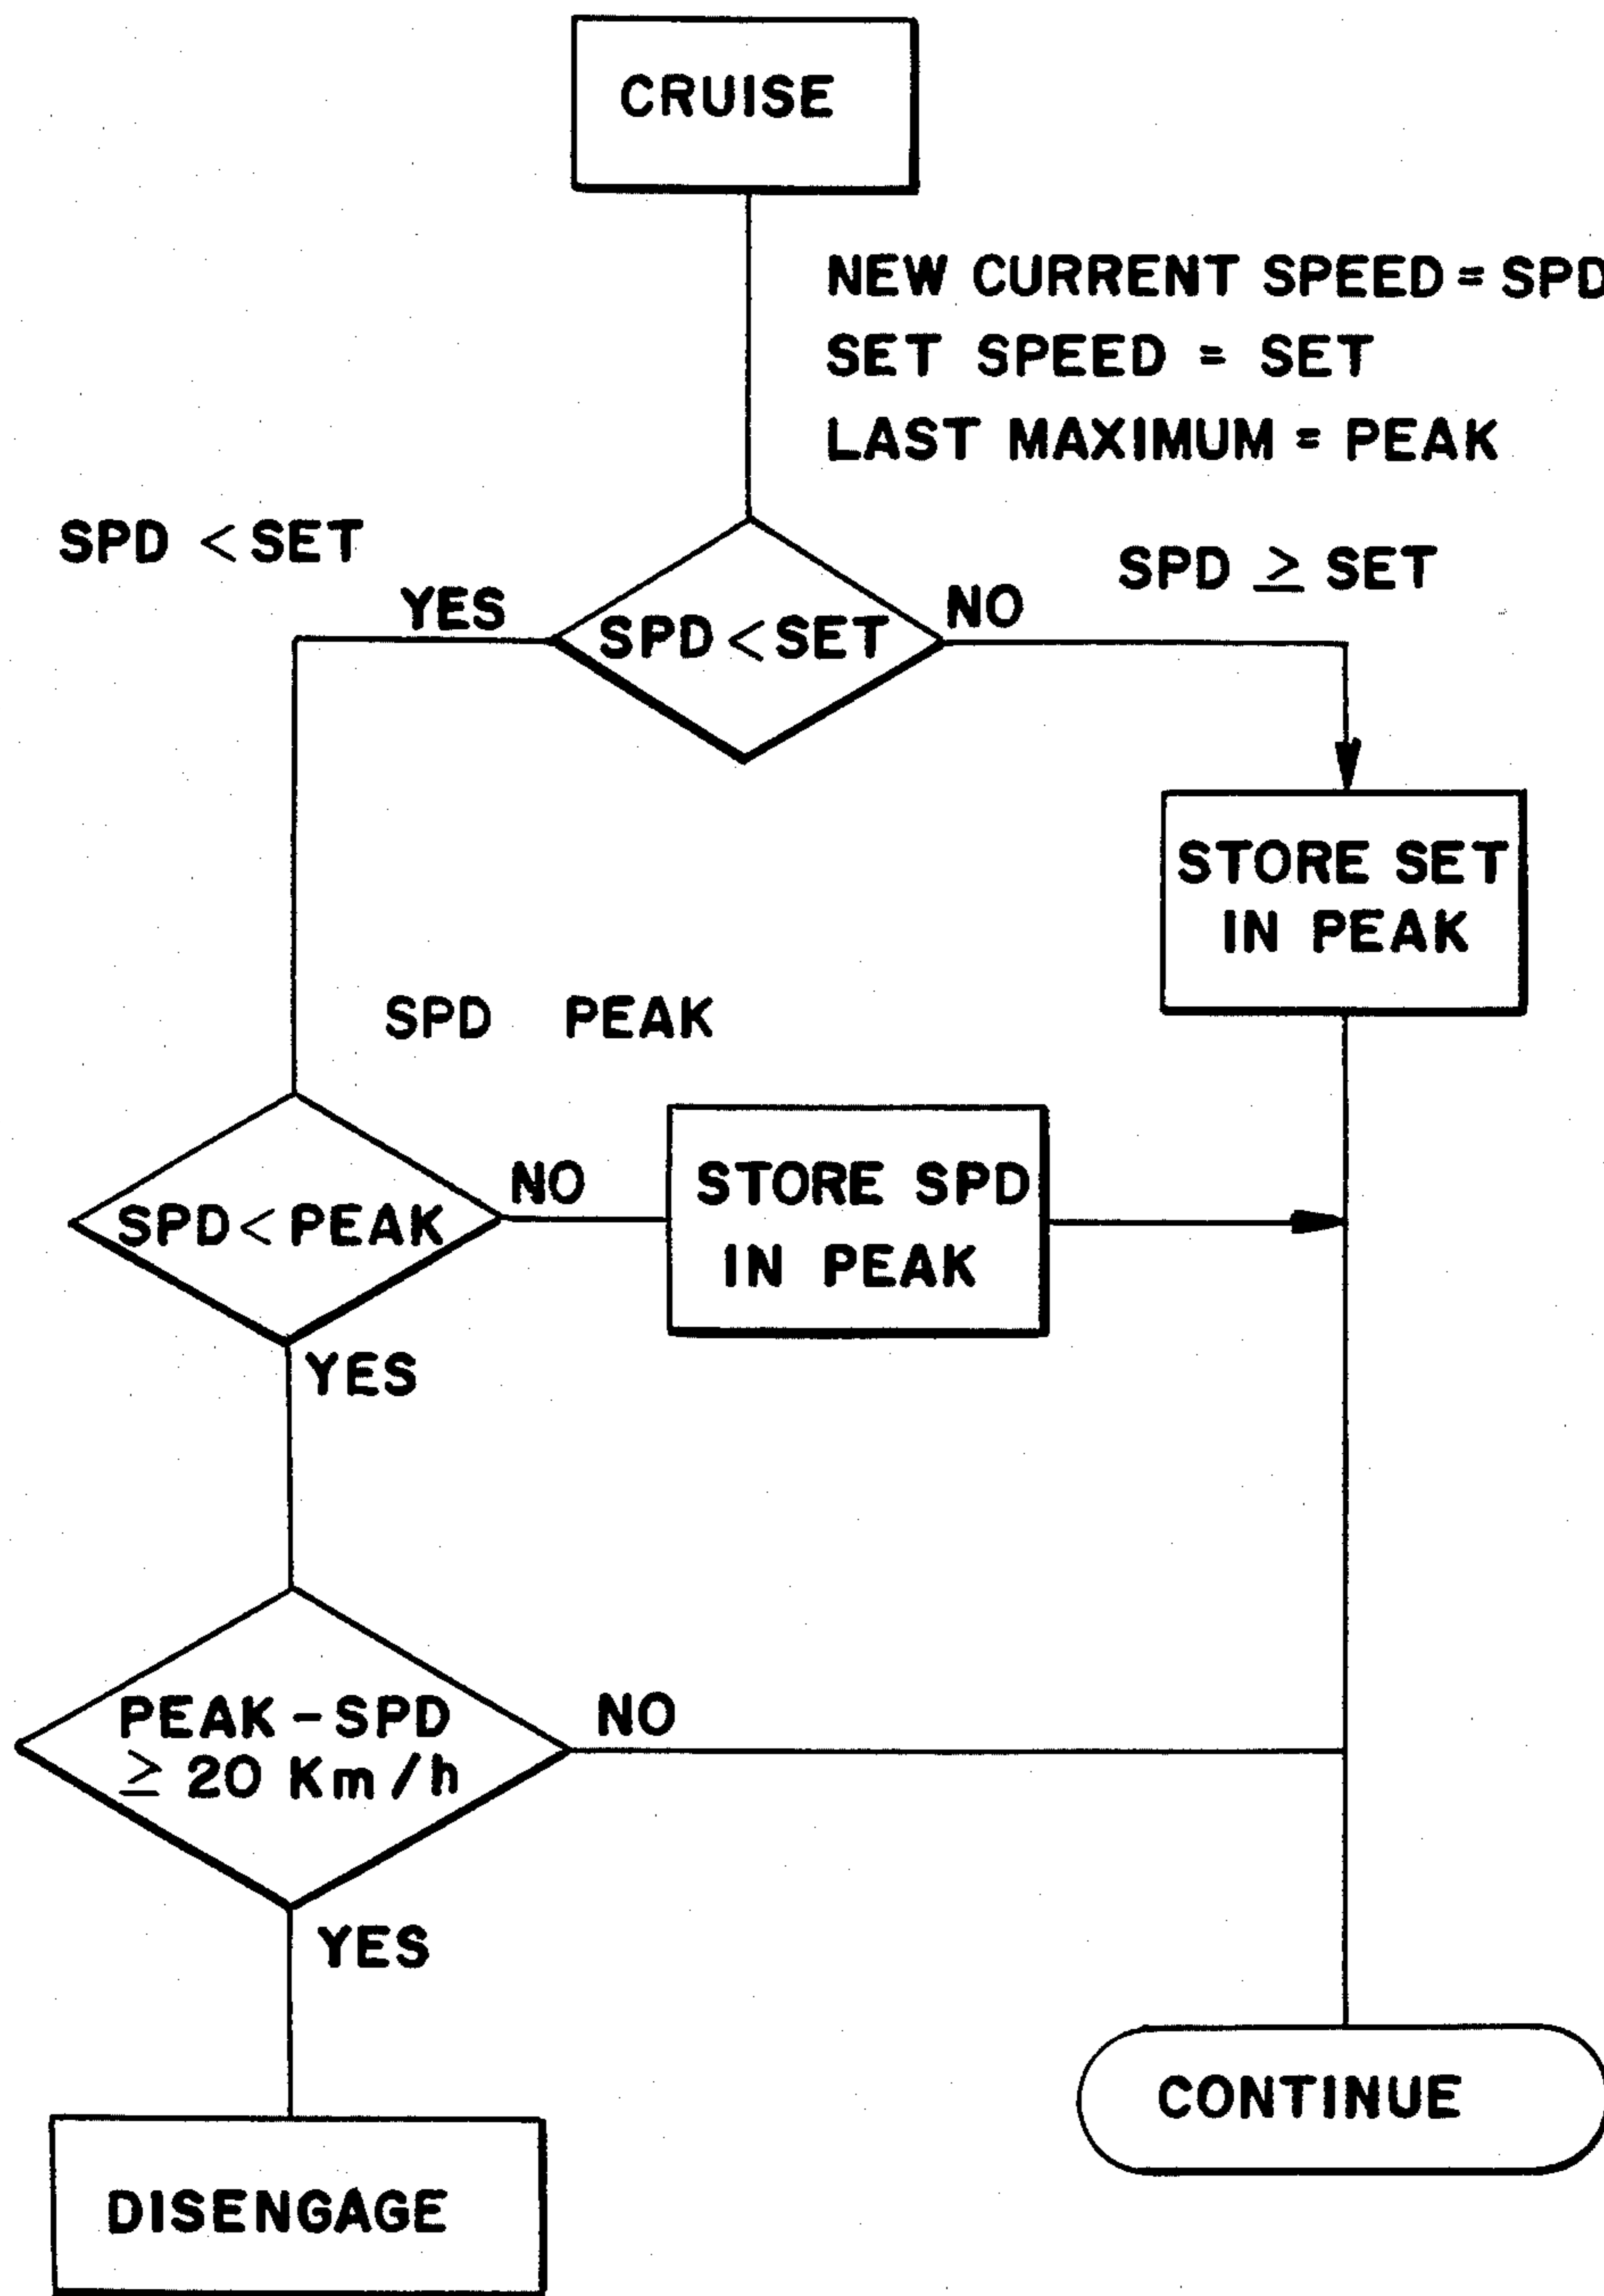 CRUISE
NEW CURRENT SPEED = SPD
SET SPEED = SET
LAST MAXIMUM = PEAK
SPD < SET
SPD ≥ SET
YES
SPD < SET
NO
STORE SET
IN PEAK
SPD PEAK
SPD < PEAK
NO
STORE SPD
IN PEAK
YES
PEAK - SPD
≥ 20 Km/h
NO
YES
CONTINUE
DISENGAGE